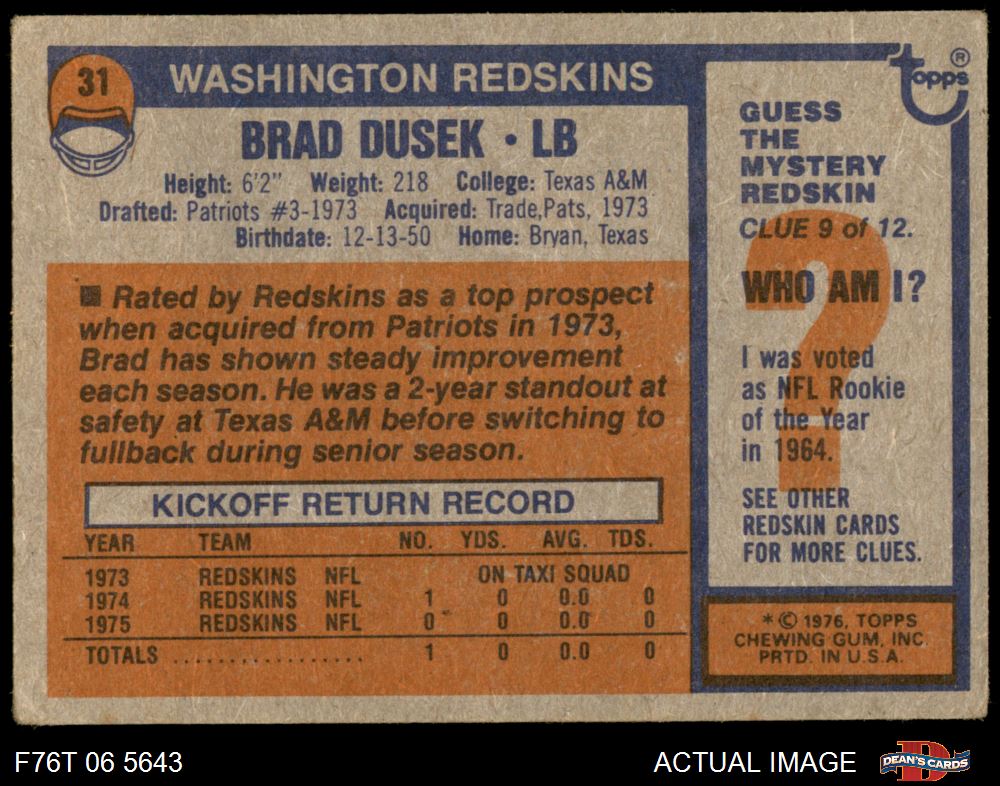 31
WASHINGTON REDSKINS
BRAD DUSEK • LB
Height: 6'2" Weight: 218 College: Texas A&M
Drafted: Patriots #3-1973 Acquired: Trade,Pats, 1973
Birthdate: 12-13-50 Home: Bryan, Texas
■ Rated by Redskins as a top prospect
when acquired from Patriots in 1973,
Brad has shown steady improvement
each season. He was a 2-year standout at
safety at Texas A&M before switching to
fullback during senior season.
KICKOFF RETURN RECORD
YEAR TEAM NO. YDS. AVG. TDS.
1973 REDSKINS NFL ON TAXI SQUAD
1974 REDSKINS NFL 1 0 0.0 0
1975 REDSKINS NFL 0 0 0.0 0
TOTALS .................. 1 0 0.0 0
topps®
GUESS
THE
MYSTERY
REDSKIN
CLUE 9 of 12.
?
WHO AM I?
I was voted
as NFL Rookie
of the Year
in 1964.
SEE OTHER
REDSKIN CARDS
FOR MORE CLUES.
*© 1976, TOPPS
CHEWING GUM, INC.
PRTD. IN U.S.A.
F76T 06 5643
ACTUAL IMAGE
D
DEAN'S CARDS